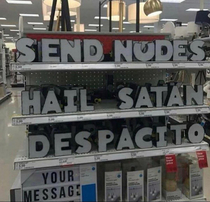 SEND NUDES
HAIL SATAN
DESPACITO
YOUR
MESSAGE